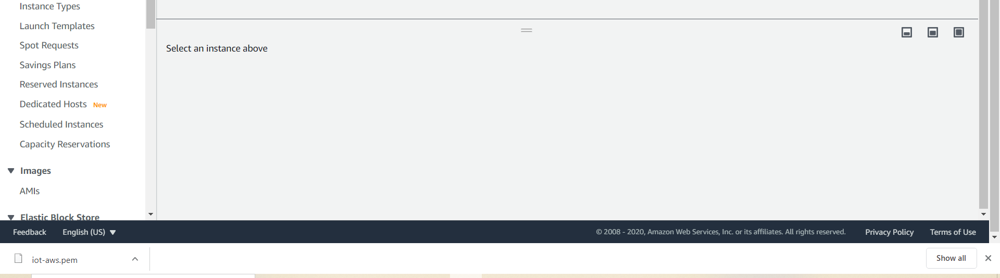 Instance Types
Launch Templates
Spot Requests
Savings Plans
Reserved Instances
Dedicated Hosts New
Scheduled Instances
Capacity Reservations
Images
AMIs
Elastic Block Store
Select an instance above
Feedback English (US) © 2008 - 2020, Amazon Web Services, Inc. or its affiliates. All rights reserved. Privacy Policy Terms of Use
iot-aws.pem Show all